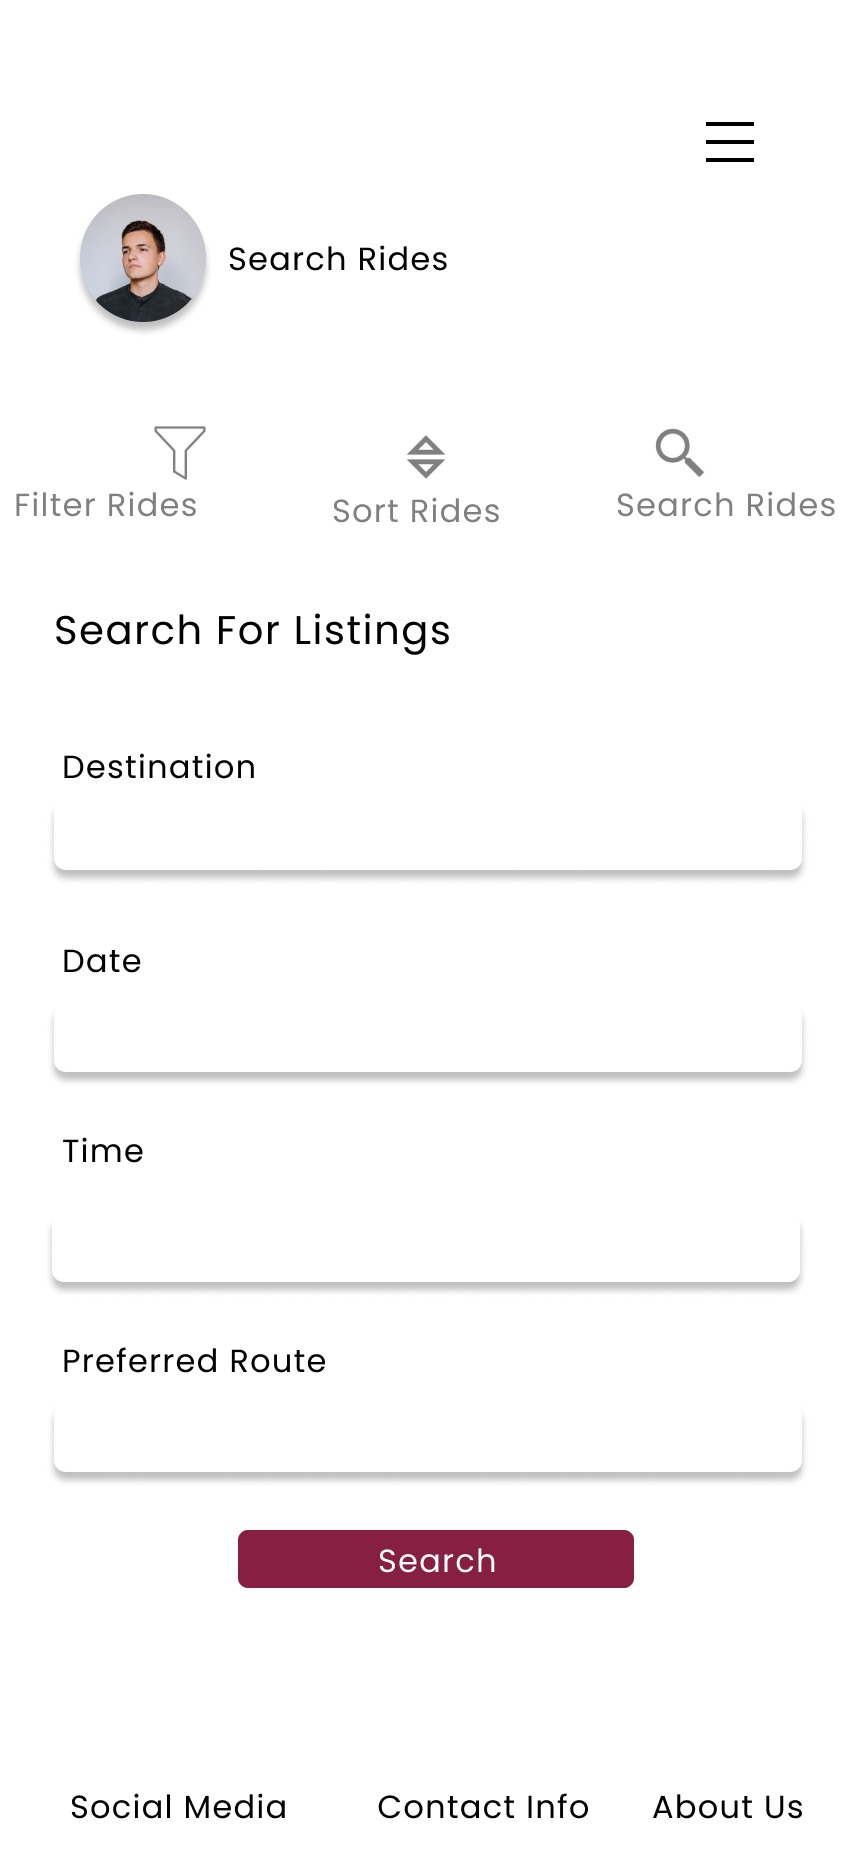 Search Rides
Filter Rides
Sort Rides
Search Rides
Search For Listings
Destination
Date
Time
Preferred Route
Search
Social Media
Contact Info
About Us